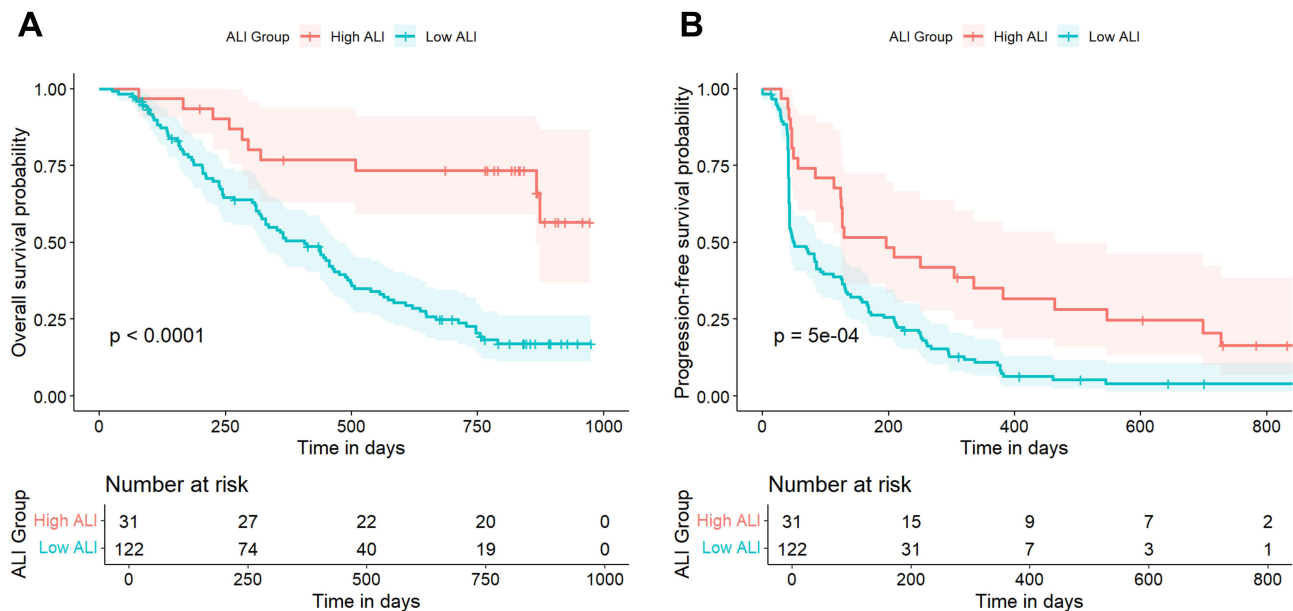 A
ALI Group High ALI Low ALI
Overall survival probability
1.00
0.75
0.50
0.25
0.00
p < 0.0001
0 250 500 750 1000
Time in days
Number at risk
ALI Group
High ALI 31 27 22 20 0
Low ALI 122 74 40 19 0
0 250 500 750 1000
Time in days
B
ALI Group High ALI Low ALI
Progression-free survival probability
1.00
0.75
0.50
0.25
0.00
p = 5e-04
0 200 400 600 800
Time in days
Number at risk
ALI Group
High ALI 31 15 9 7 2
Low ALI 122 31 7 3 1
0 200 400 600 800
Time in days